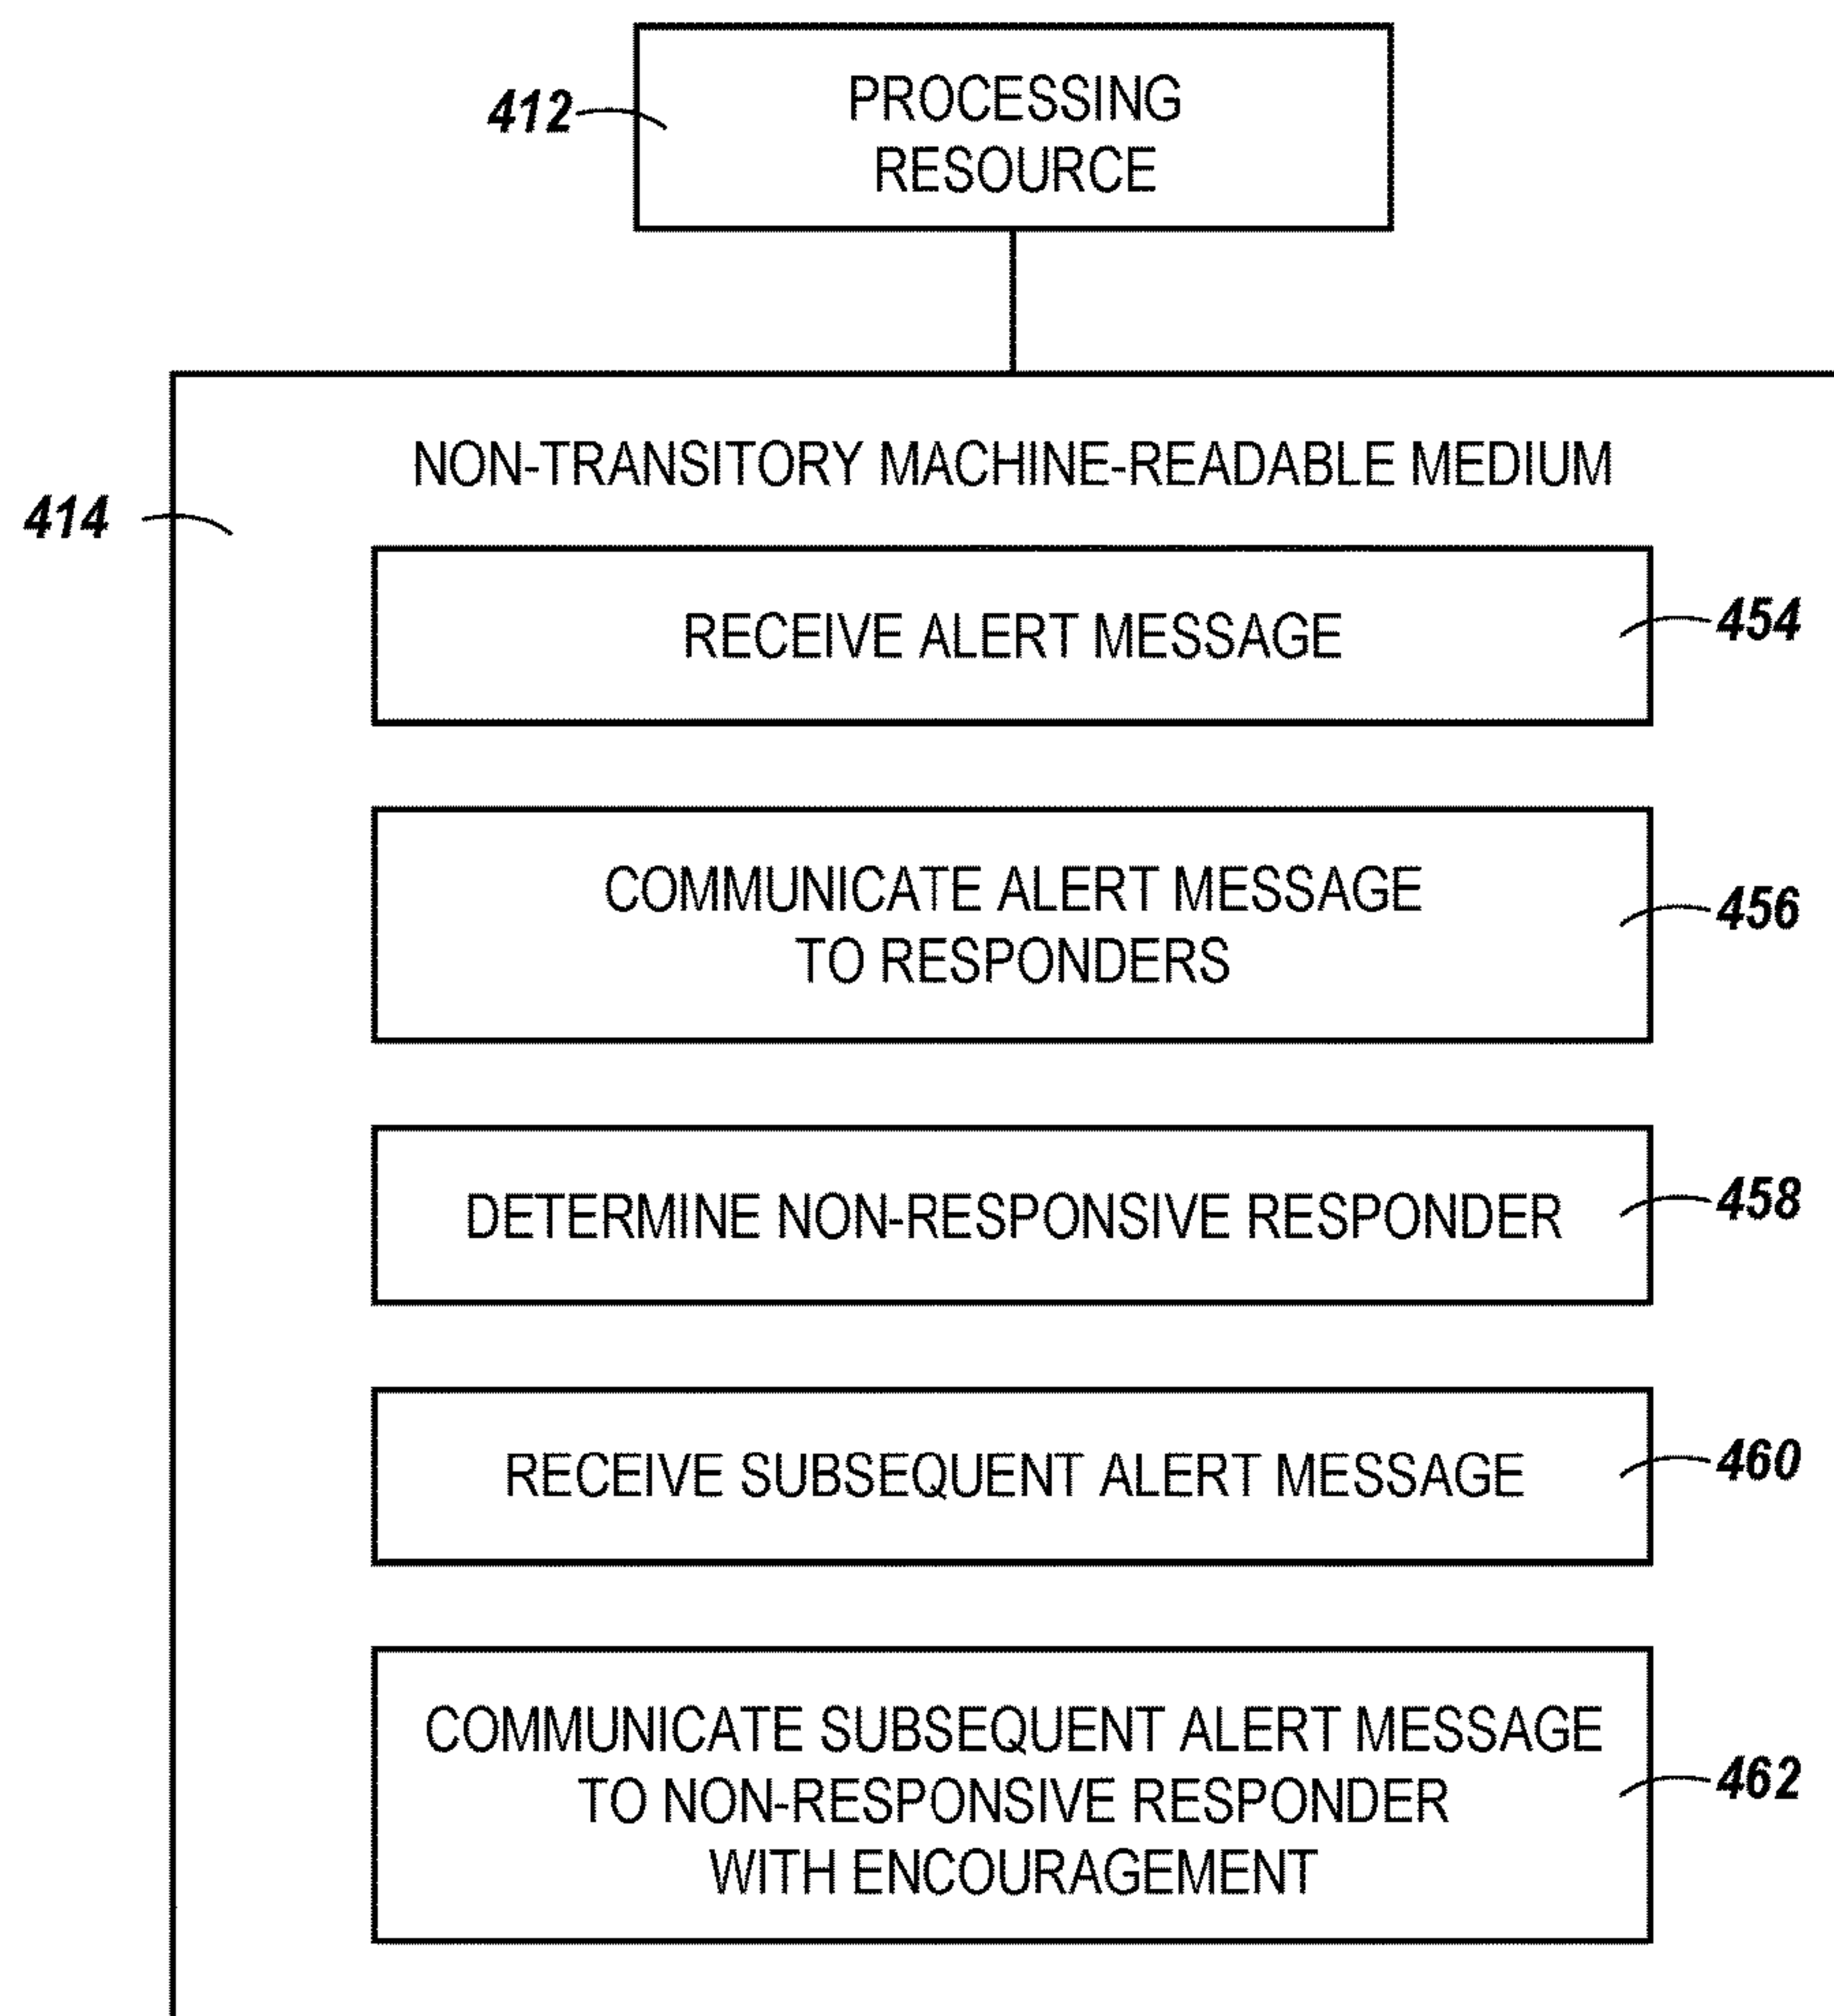 PROCESSING
RESOURCE
412
NON-TRANSITORY MACHINE-READABLE MEDIUM
414
RECEIVE ALERT MESSAGE
454
COMMUNICATE ALERT MESSAGE
TO RESPONDERS
456
DETERMINE NON-RESPONSIVE RESPONDER
458
RECEIVE SUBSEQUENT ALERT MESSAGE
460
COMMUNICATE SUBSEQUENT ALERT MESSAGE
TO NON-RESPONSIVE RESPONDER
WITH ENCOURAGEMENT
462